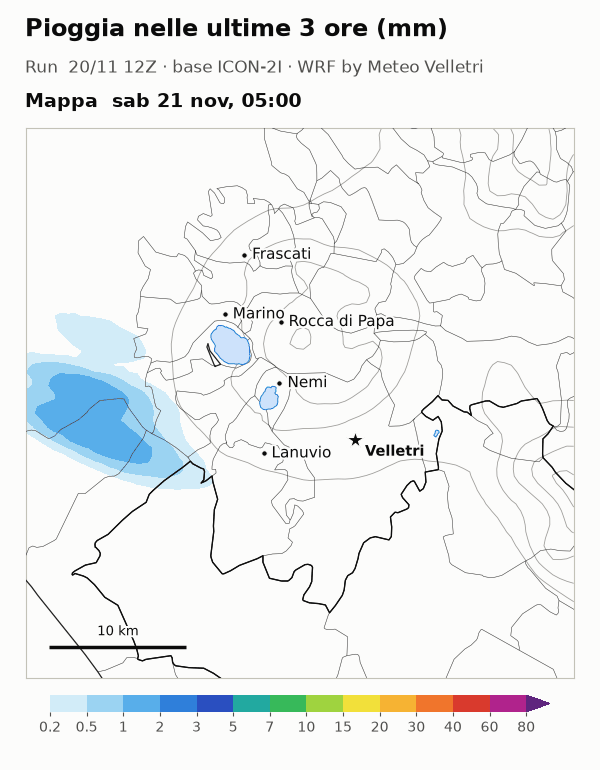 Pioggia nelle ultime 3 ore (mm)
Run  20/11 12Z · base ICON-2I · WRF by Meteo Velletri
Mappa  sab 21 nov, 05:00
Frascati
Marino
Rocca di Papa
Nemi
Velletri
Lanuvio
10 km
0.2 0.5 1 2 3 5 7 10 15 20 30 40 60 80